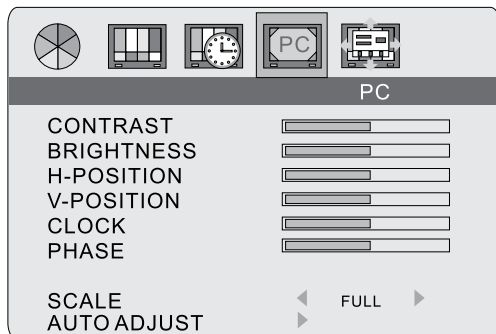 PC
PC
CONTRAST
BRIGHTNESS
H-POSITION
V-POSITION
CLOCK
PHASE
SCALE FULL
AUTO ADJUST